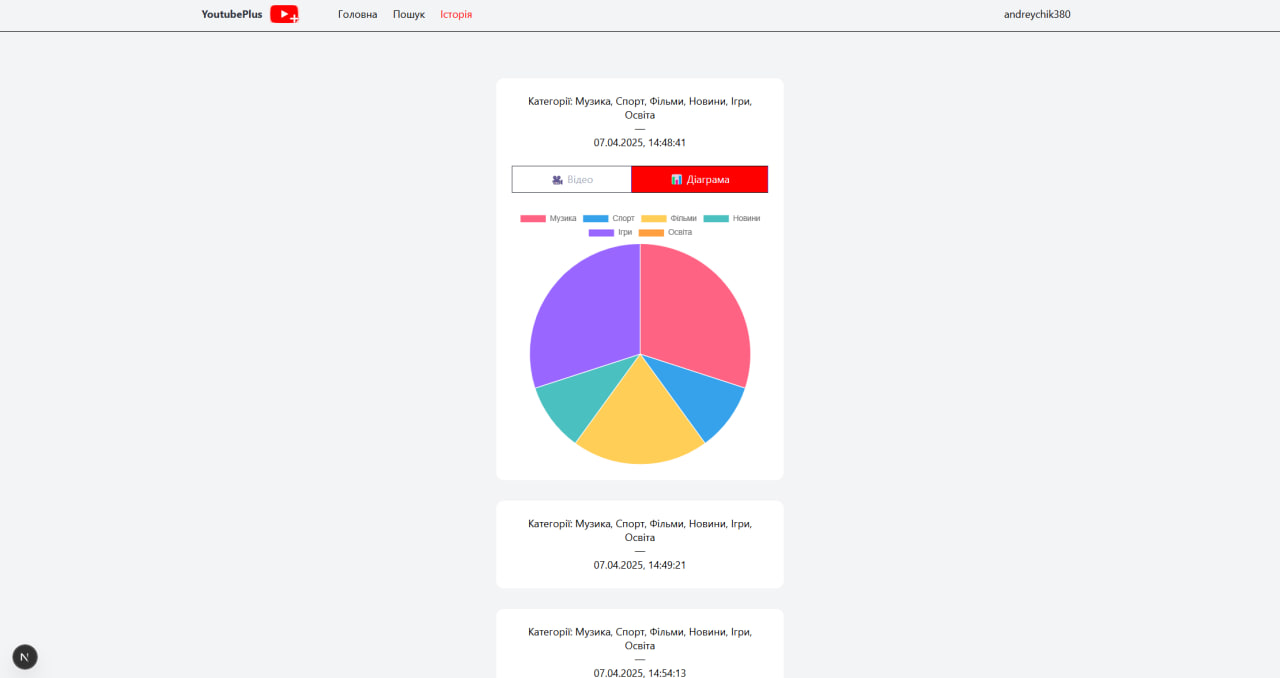 YoutubePlus
Головна Пошук Історія
andreychik380
Категорії: Музика, Спорт, Фільми, Новини, Ігри,
Освіта
—
07.04.2025, 14:48:41
Відео
Діаграма
Музика Спорт Фільми Новини
Ігри Освіта
Категорії: Музика, Спорт, Фільми, Новини, Ігри,
Освіта
—
07.04.2025, 14:49:21
Категорії: Музика, Спорт, Фільми, Новини, Ігри,
Освіта
—
07.04.2025, 14:54:13
N